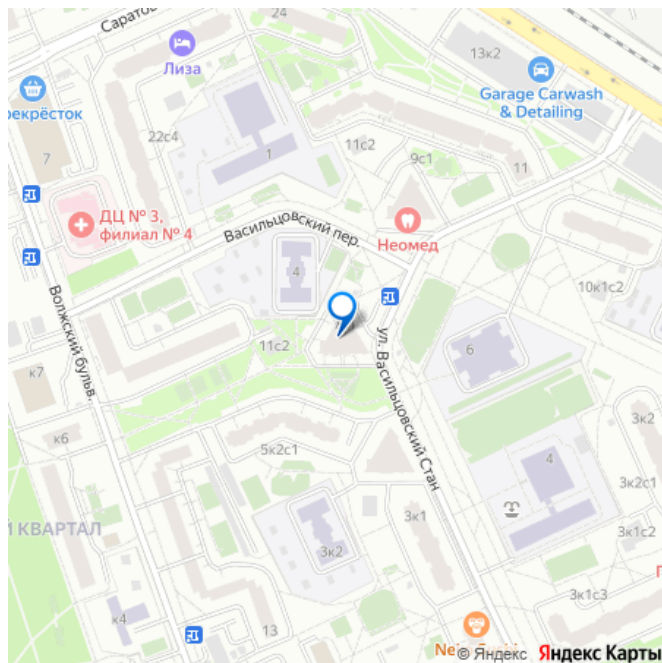 Саратов
24
Лиза
13к2
Garage Carwash
& Detailing
рекрёсток
22с4
7
1
11с2
9с1
11
ДЦ № 3,
филиал № 4
Васильцовский пер.
Неомед
4
10к1с2
Волжский бульв.
ул. Васильцовский Стан
11с2
6
к7
к6
3к2
5к2с1
4
3к2с1
Й КВАРТАЛ
3к1
3к2
3к1с2
к4
3к1с3
13
Ne
© Яндекс
Яндекс Карты